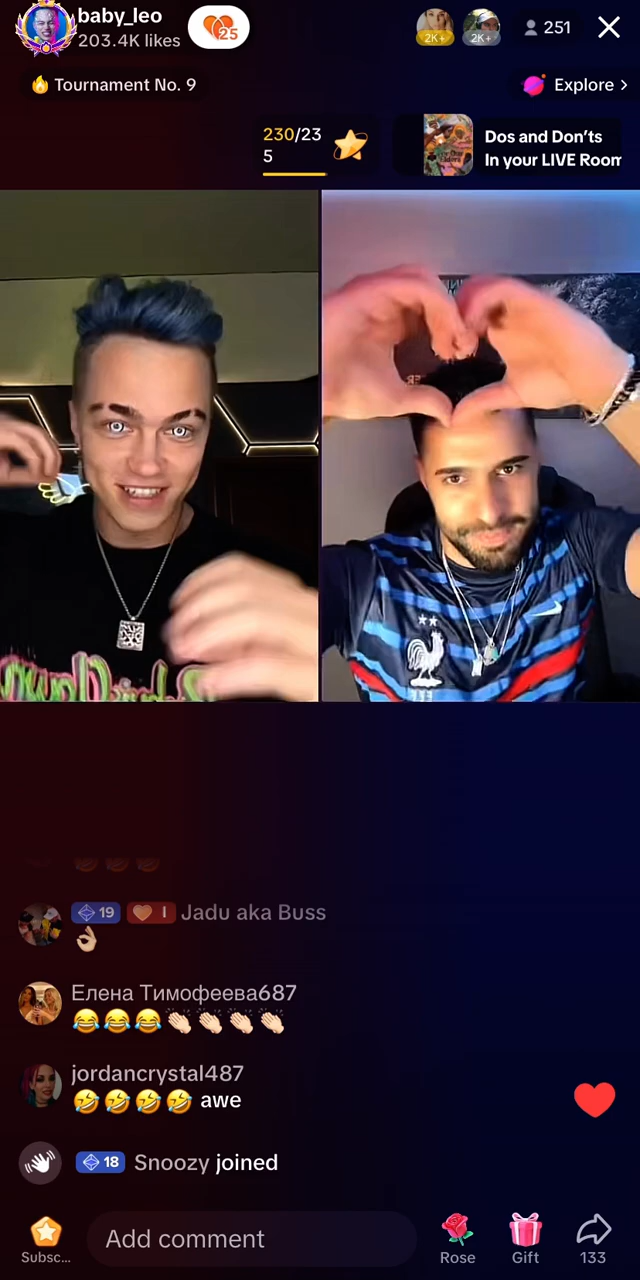 baby_leo
203.4K likes
25
2K+
2K+
251
Tournament No. 9
Explore >
230/23
5
Dos and Don'ts
In your LIVE Room
19 I Jadu aka Buss
Елена Тимофеева687
jordancrystal487
awe
18 Snoozy joined
Subsc...
Add comment
Rose
Gift
133